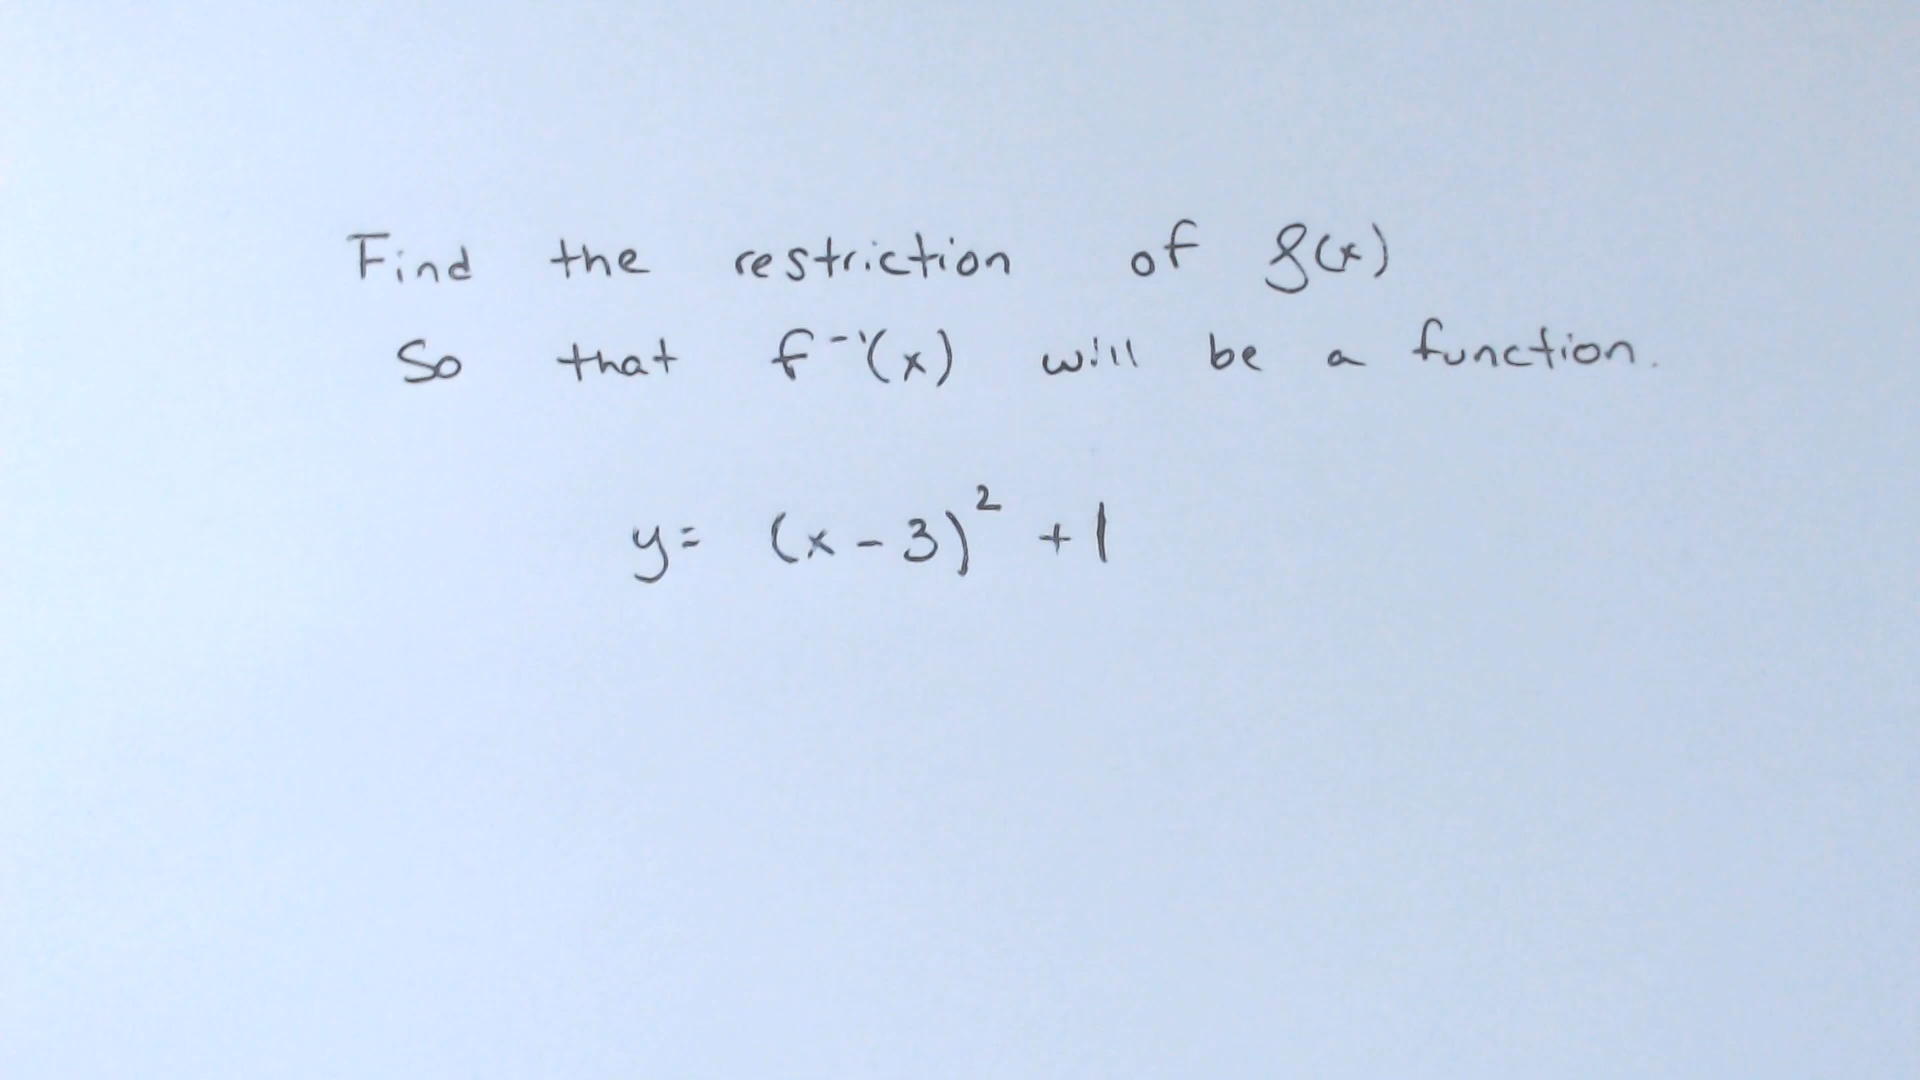 Find the restriction of g(x)
So that f⁻¹(x) will be a function.
y= (x-3)² +1